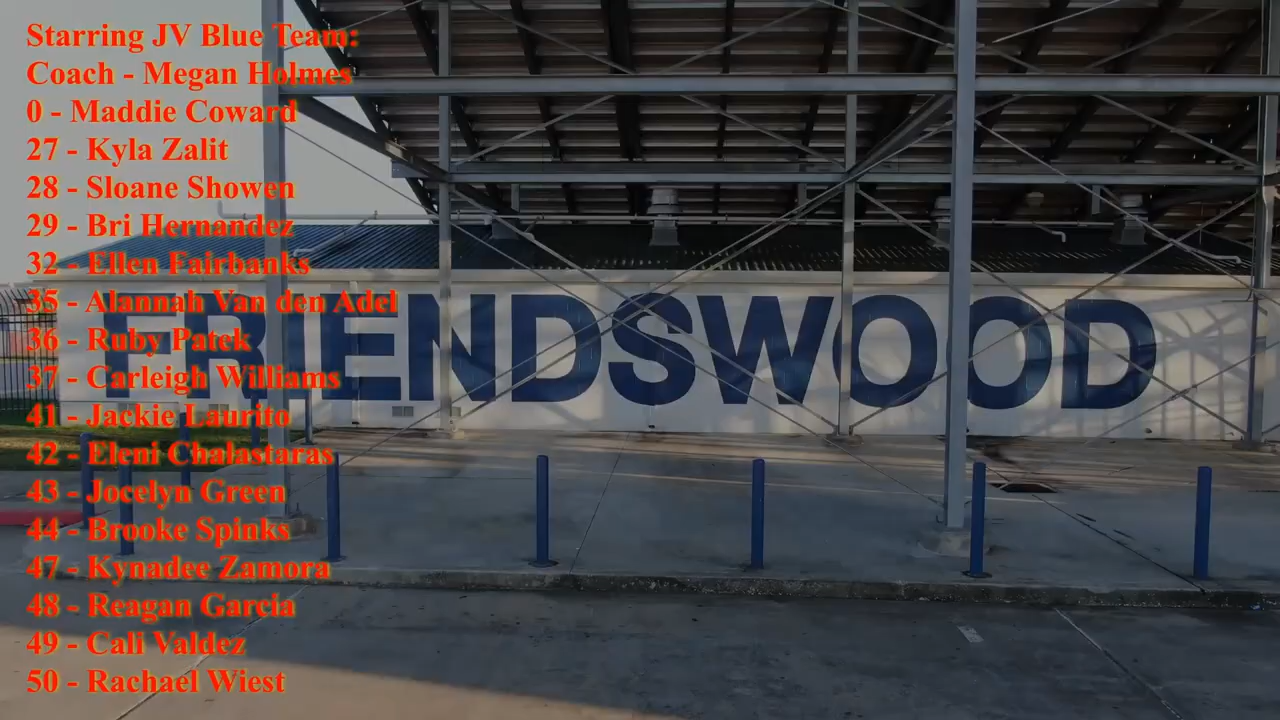 Starring JV Blue Team:
Coach - Megan Holmes
0 - Maddie Coward
27 - Kyla Zalit
28 - Sloane Showen
29 - Bri Hernandez
32 - Ellen Fairbanks
35 - Alannah Van den Adel
36 - Ruby Patek
37 - Carleigh Williams
41 - Jackie Laurito
42 - Eleni Chalastaras
43 - Jocelyn Green
44 - Brooke Spinks
47 - Kynadee Zamora
48 - Reagan Garcia
49 - Cali Valdez
50 - Rachael Wiest
FRIENDSWOOD